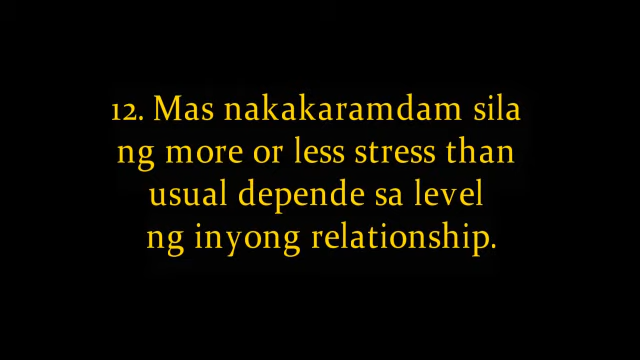 12. Mas nakakaramdam sila
ng more or less stress than
usual depende sa level
ng inyong relationship.